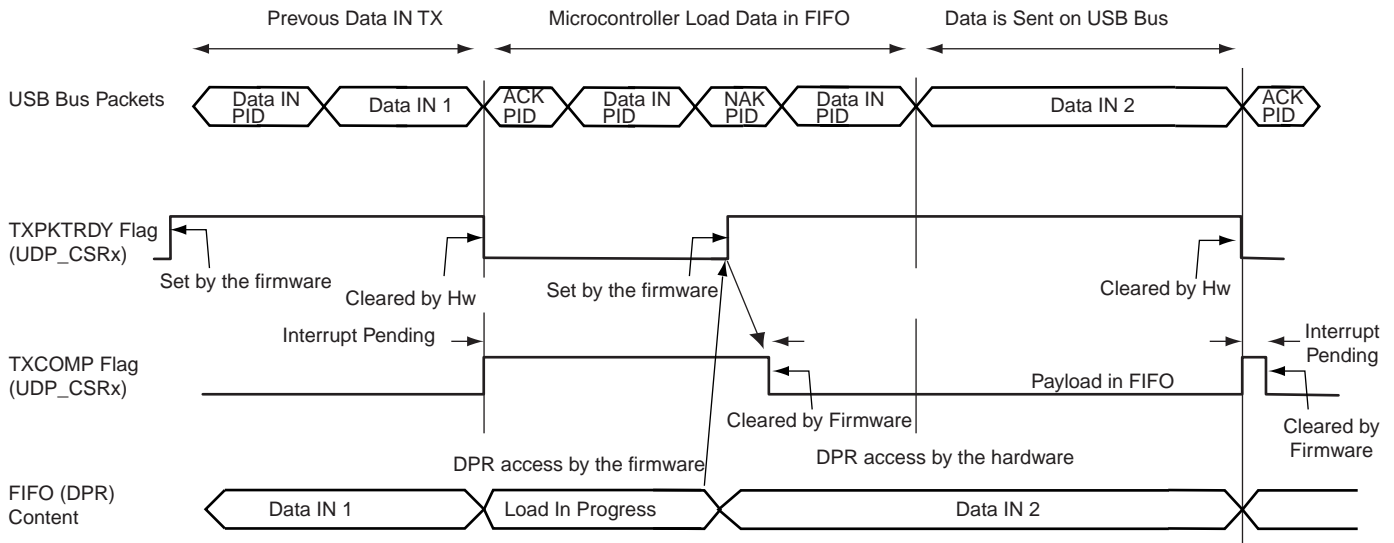 Prevous Data IN TX
Microcontroller Load Data in FIFO
Data is Sent on USB Bus
USB Bus Packets
Data IN
PID
Data IN 1
ACK
PID
Data IN
PID
NAK
PID
Data IN
PID
Data IN 2
ACK
PID
TXPKTRDY Flag
(UDP_CSRx)
Set by the firmware
Cleared by Hw
Set by the firmware
Cleared by Hw
Interrupt Pending
Interrupt
Pending
TXCOMP Flag
(UDP_CSRx)
Payload in FIFO
Cleared by Firmware
Cleared by
Firmware
DPR access by the firmware
DPR access by the hardware
FIFO (DPR)
Content
Data IN 1
Load In Progress
Data IN 2